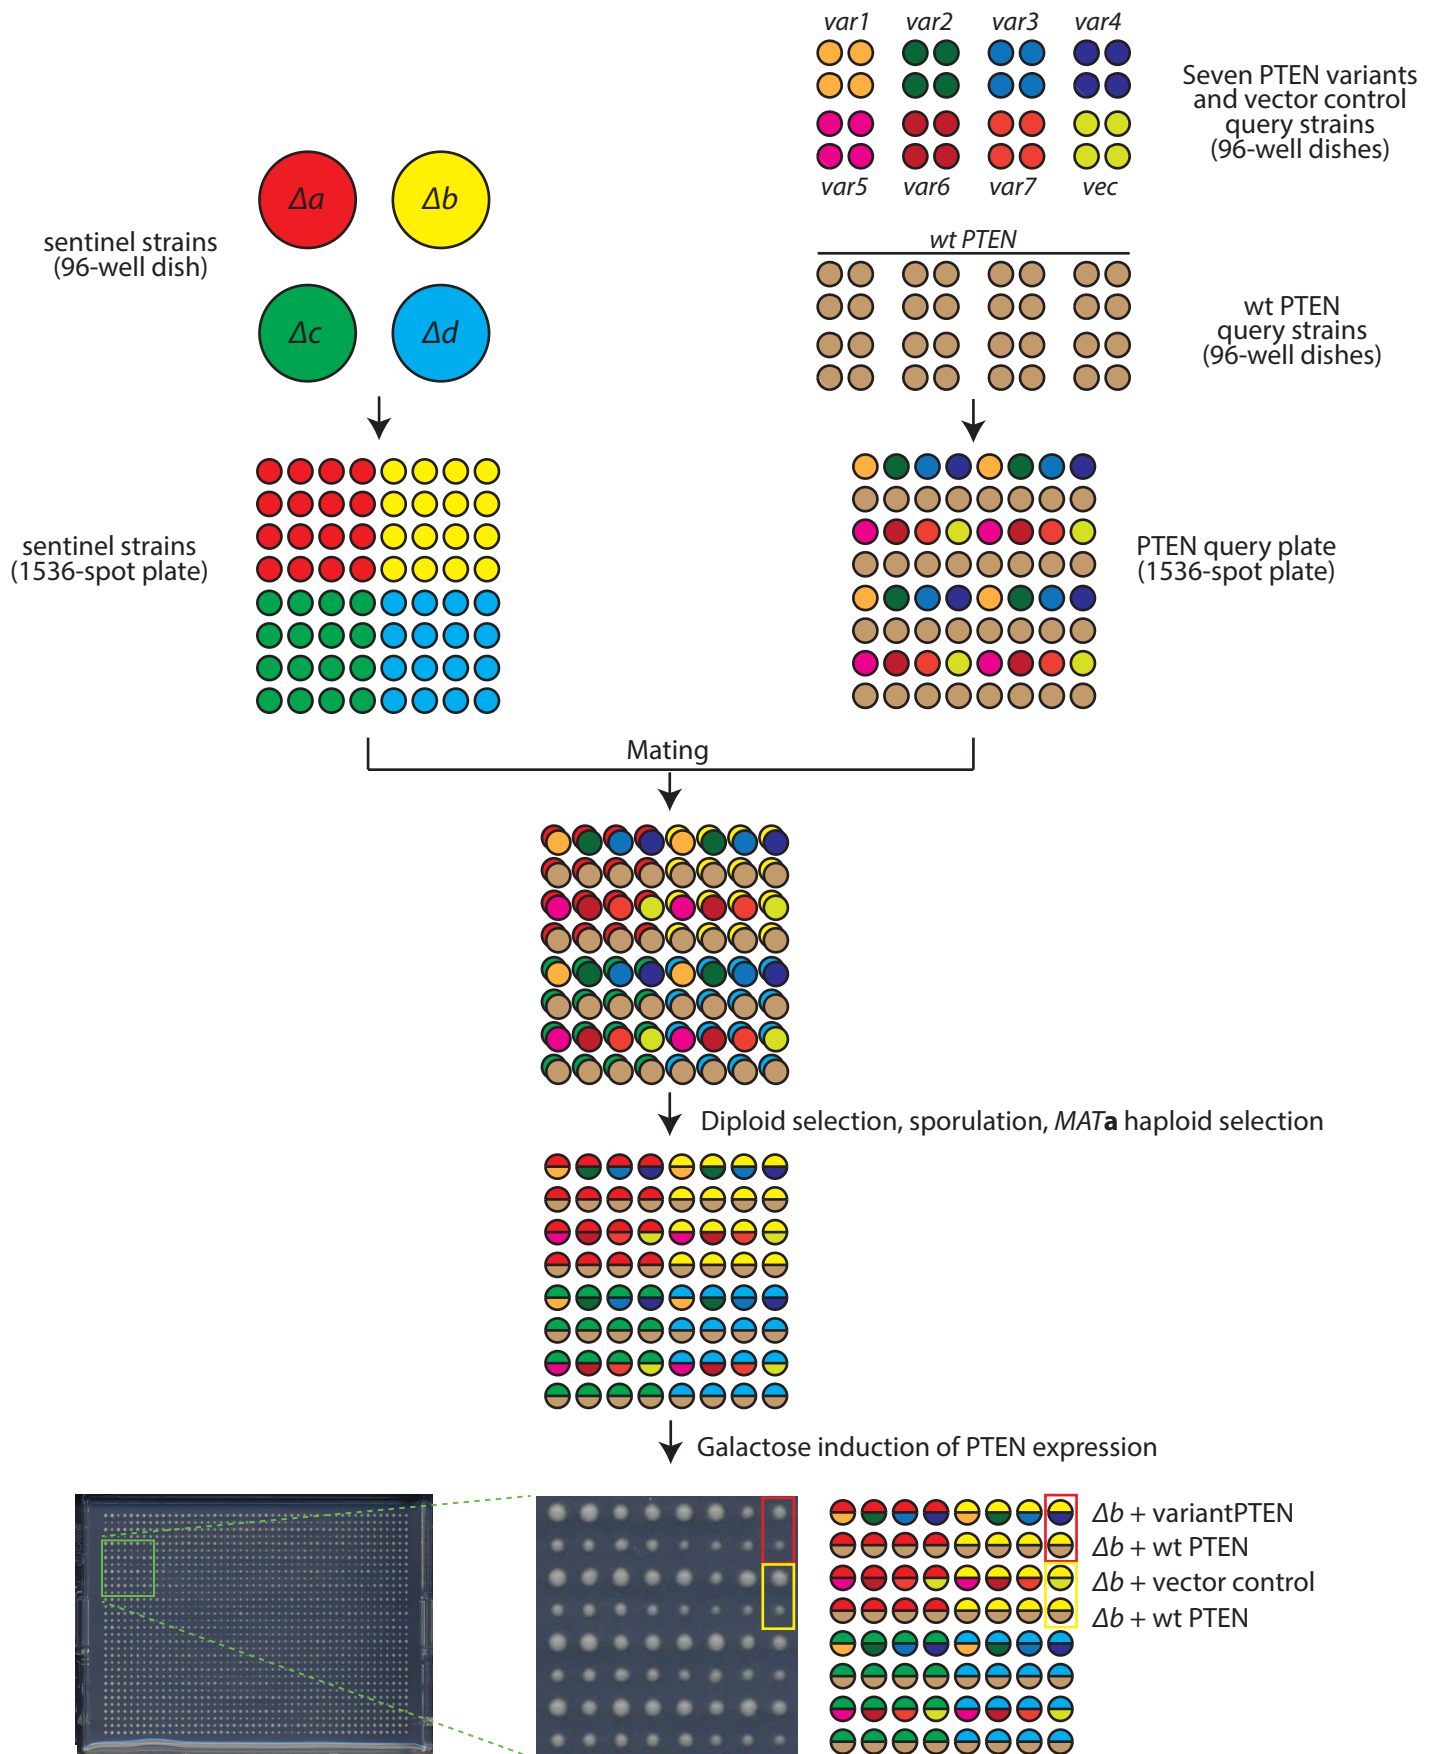 var1 var2 var3 var4
Seven PTEN variants
and vector control
query strains
(96-well dishes)
var5 var6 var7 vec
Δa Δb
sentinel strains
(96-well dish)
Δc Δd
wt PTEN
wt PTEN
query strains
(96-well dishes)
sentinel strains
(1536-spot plate)
PTEN query plate
(1536-spot plate)
Mating
Diploid selection, sporulation, MATa haploid selection
Galactose induction of PTEN expression
Δb + variantPTEN
Δb + wt PTEN
Δb + vector control
Δb + wt PTEN